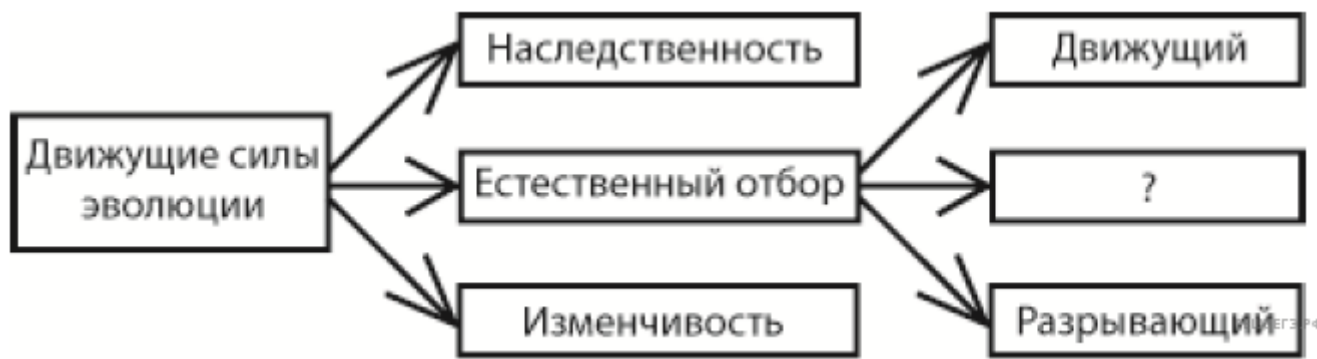 Наследственность
Движущий
Движущие силы
эволюции
Естественный отбор
?
Изменчивость
Разрывающий